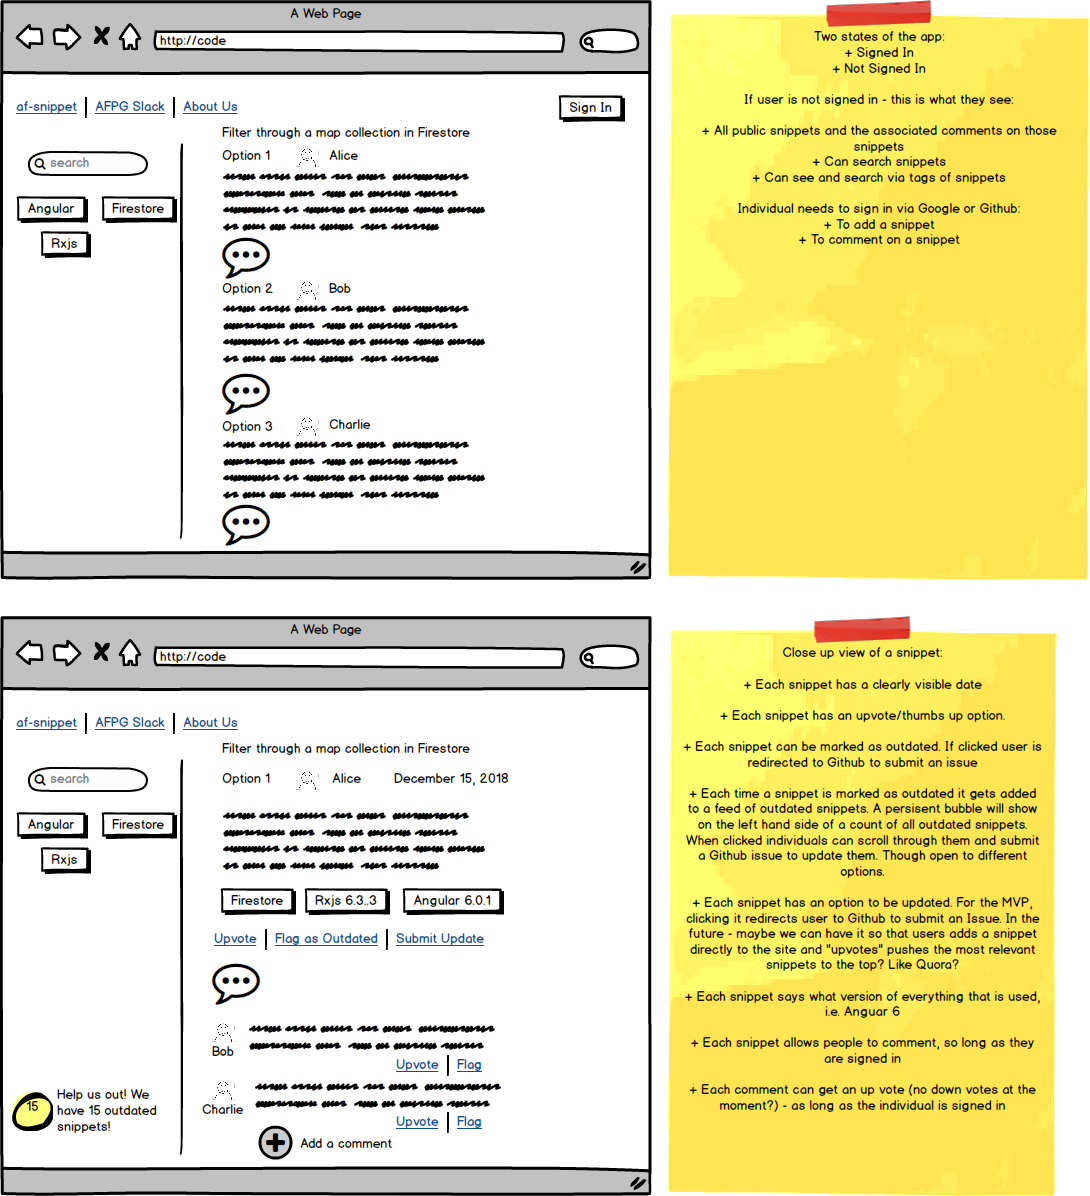 A Web Page
http://code
af-snippet | AFPG Slack | About Us
Sign In
Filter through a map collection in Firestore
search
Option 1 Alice
Angular Firestore
Rxjs
Option 2 Bob
Option 3 Charlie
Two states of the app:
+ Signed In
+ Not Signed In
If user is not signed in - this is what they see:
+ All public snippets and the associated comments on those
snippets
+ Can search snippets
+ Can see and search via tags of snippets
Individual needs to sign in via Google or Github:
+ To add a snippet
+ To comment on a snippet
A Web Page
http://code
af-snippet | AFPG Slack | About Us
Filter through a map collection in Firestore
search
Option 1 Alice December 15, 2018
Angular Firestore
Rxjs
Firestore Rxjs 6.3..3 Angular 6.0.1
Upvote | Flag as Outdated | Submit Update
Bob
Upvote | Flag
Charlie
Upvote | Flag
Add a comment
15
Help us out! We
have 15 outdated
snippets!
Close up view of a snippet:
+ Each snippet has a clearly visible date
+ Each snippet has an upvote/thumbs up option.
+ Each snippet can be marked as outdated. If clicked user is
redirected to Github to submit an issue
+ Each time a snippet is marked as outdated it gets added
to a feed of outdated snippets. A persisent bubble will show
on the left hand side of a count of all outdated snippets.
When clicked individuals can scroll through them and submit
a Github issue to update them. Though open to different
options.
+ Each snippet has an option to be updated. For the MVP,
clicking it redirects user to Github to submit an Issue. In the
future - maybe we can have it so that users adds a snippet
directly to the site and "upvotes" pushes the most relevant
snippets to the top? Like Quora?
+ Each snippet says what version of everything that is used,
i.e. Anguar 6
+ Each snippet allows people to comment, so long as they
are signed in
+ Each comment can get an up vote (no down votes at the
moment?) - as long as the individual is signed in